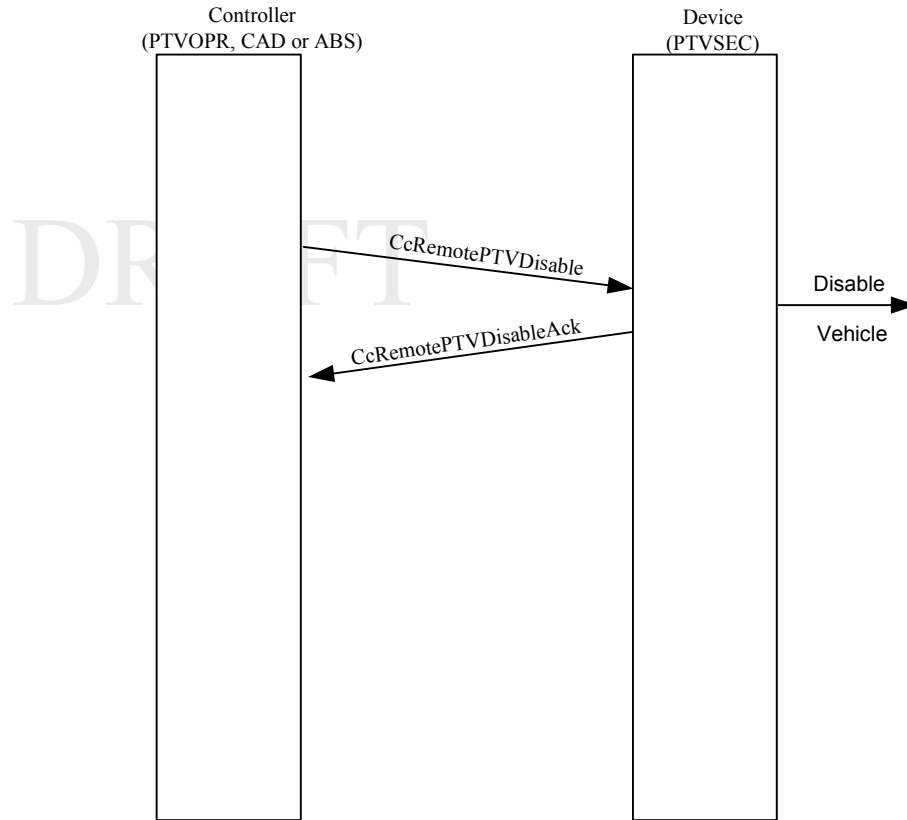 Controller
(PTVOPR, CAD or ABS)
Device
(PTVSEC)
DRAFT
CcRemotePTVDisable
Disable
Vehicle
CcRemotePTVDisableAck